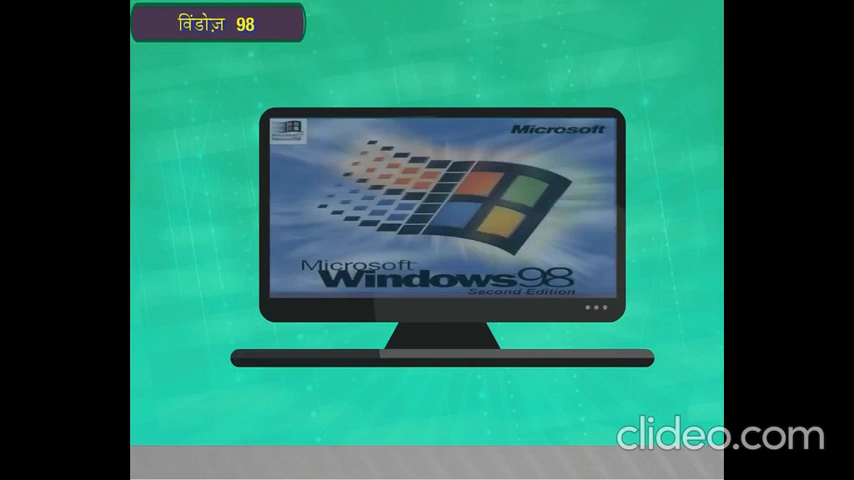 विंडोज़ 98
Microsoft
Microsoft
Windows98
Second Edition
clideo.com